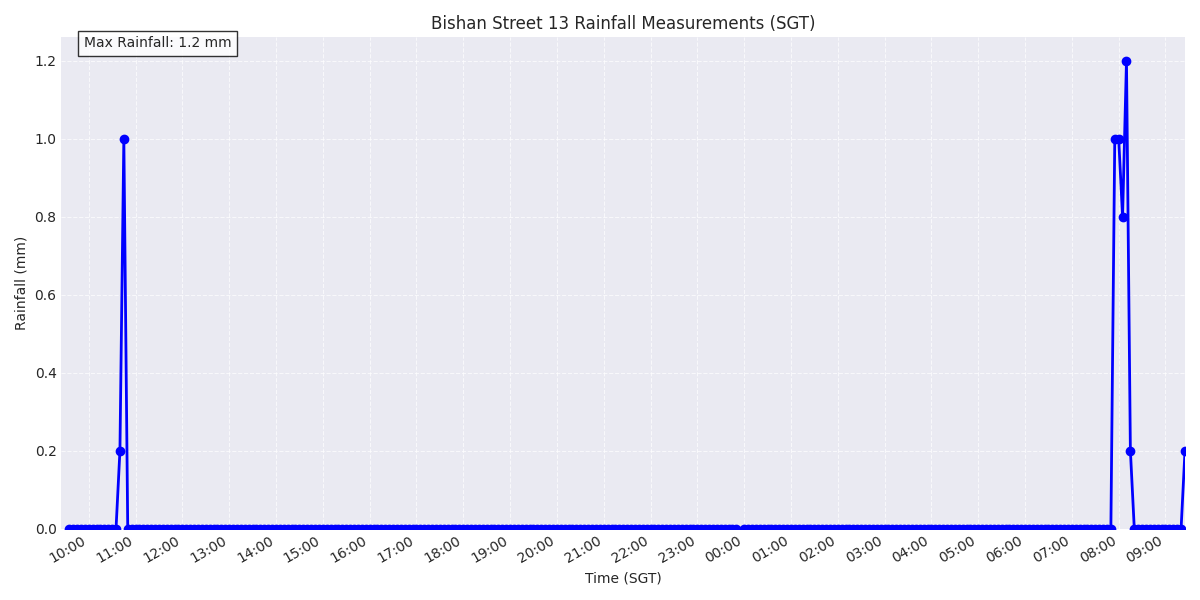 Bishan Street 13 Rainfall Measurements (SGT)
Max Rainfall: 1.2 mm
1.2
1.0
0.8
0.6
0.4
0.2
0.0
Rainfall (mm)
10:00 11:00 12:00 13:00 14:00 15:00 16:00 17:00 18:00 19:00 20:00 21:00 22:00 23:00 00:00 01:00 02:00 03:00 04:00 05:00 06:00 07:00 08:00 09:00
Time (SGT)